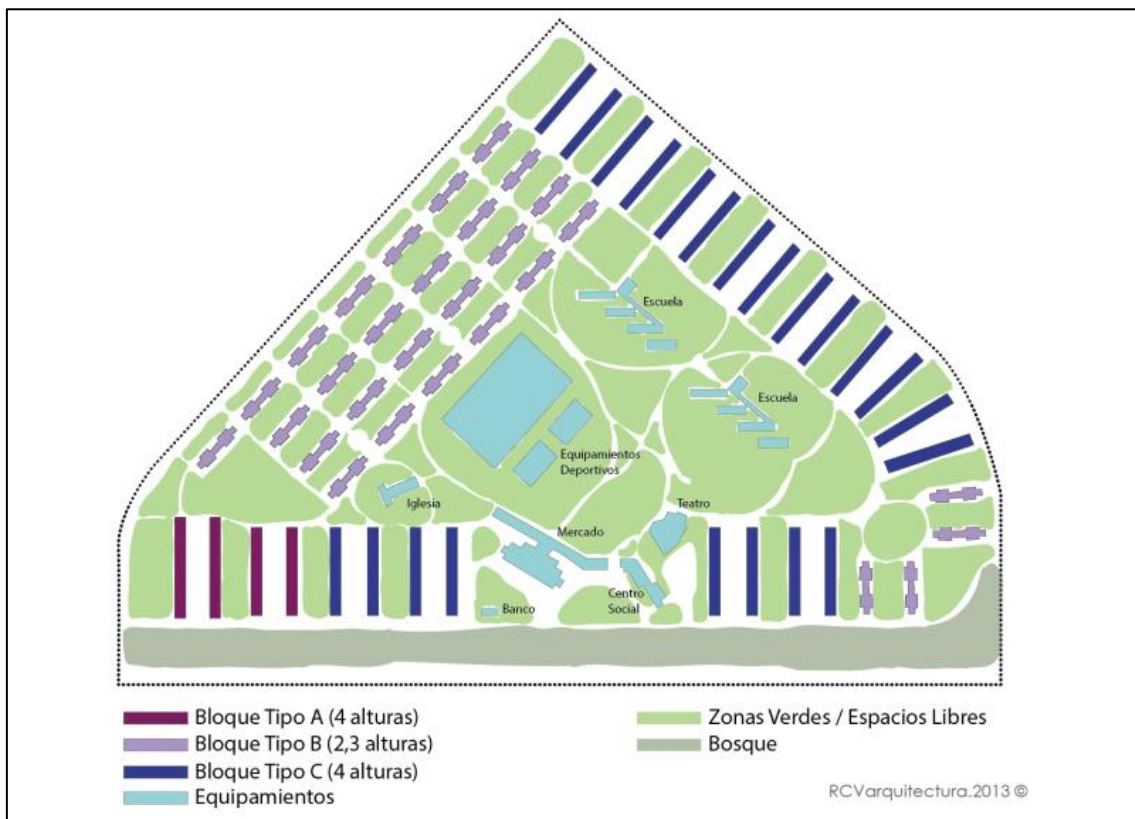 Escuela
Escuela
Equipamientos
Deportivos
Iglesia
Teatro
Mercado
Centro
Social
Banco
Bloque Tipo A (4 alturas)
Bloque Tipo B (2,3 alturas)
Bloque Tipo C (4 alturas)
Equipamientos
Zonas Verdes / Espacios Libres
Bosque
RCVarquitectura.2013 ©